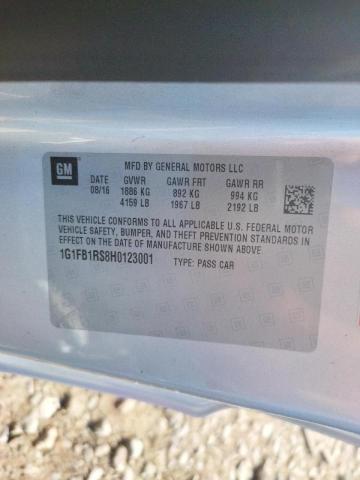 GM
MFD BY GENERAL MOTORS LLC
DATE GVWR GAWR FRT GAWR RR
08/16 1886 KG 892 KG 994 KG
4159 LB 1967 LB 2192 LB
THIS VEHICLE CONFORMS TO ALL APPLICABLE U.S. FEDERAL MOTOR
VEHICLE SAFETY, BUMPER, AND THEFT PREVENTION STANDARDS IN
EFFECT ON THE DATE OF MANUFACTURE SHOWN ABOVE.
1G1FB1RS8H0123001 TYPE: PASS CAR